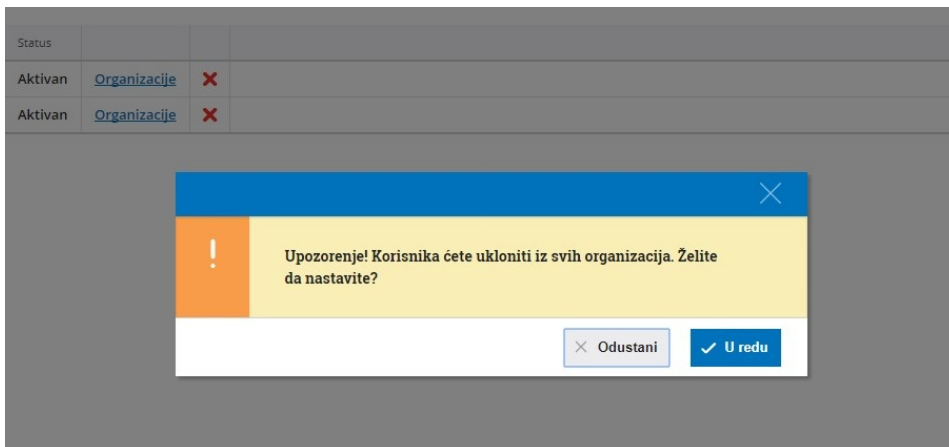 Status
Aktivan Organizacije
Aktivan Organizacije
Upozorenje! Korisnika ćete ukloniti iz svih organizacija. Želite
da nastavite?
Odustani U redu